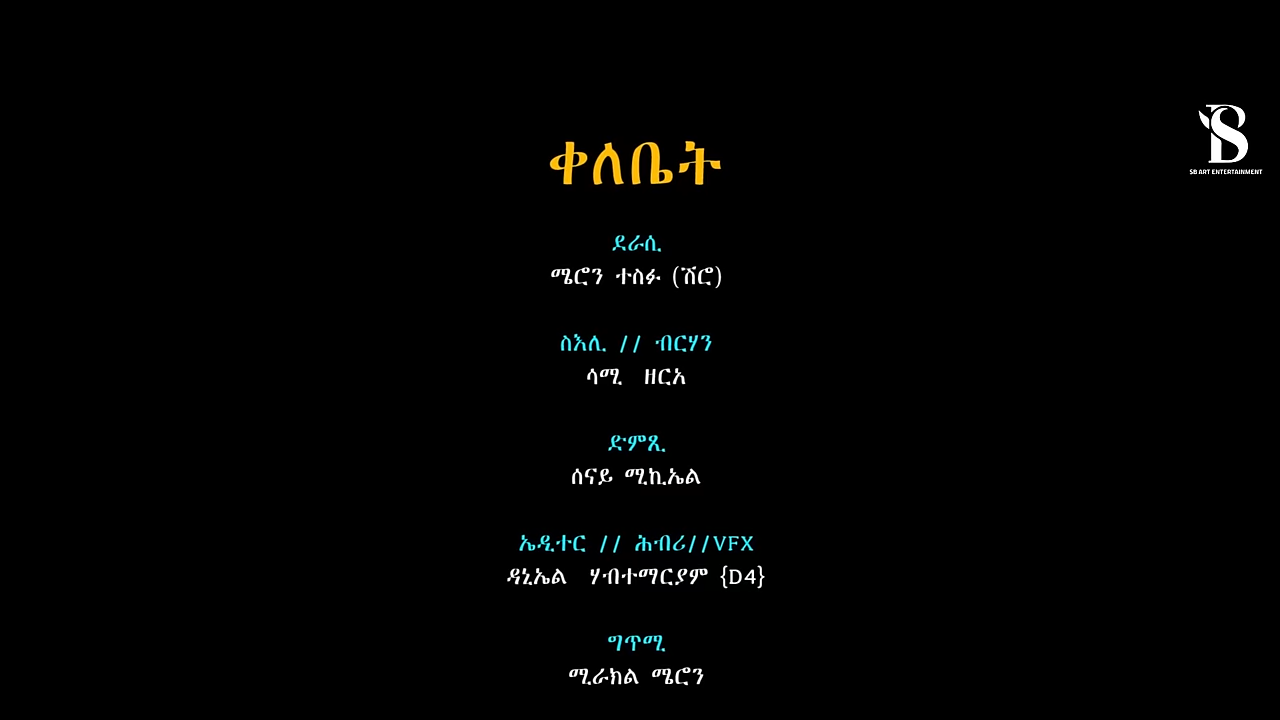 ቀለቤት
SB ART ENTERTAINMENT
ደራሲ
ሜሮን ተስፉ (ሽሮ)
ስእሊ // ብርሃን
ሳሚ ዘርአ
ድምጺ
ሰናይ ሚኪኤል
ኤዲተር // ሕብሪ//VFX
ዳኒኤል ሃብተማርያም {D4}
ግጥሚ
ሚራክል ሜሮን